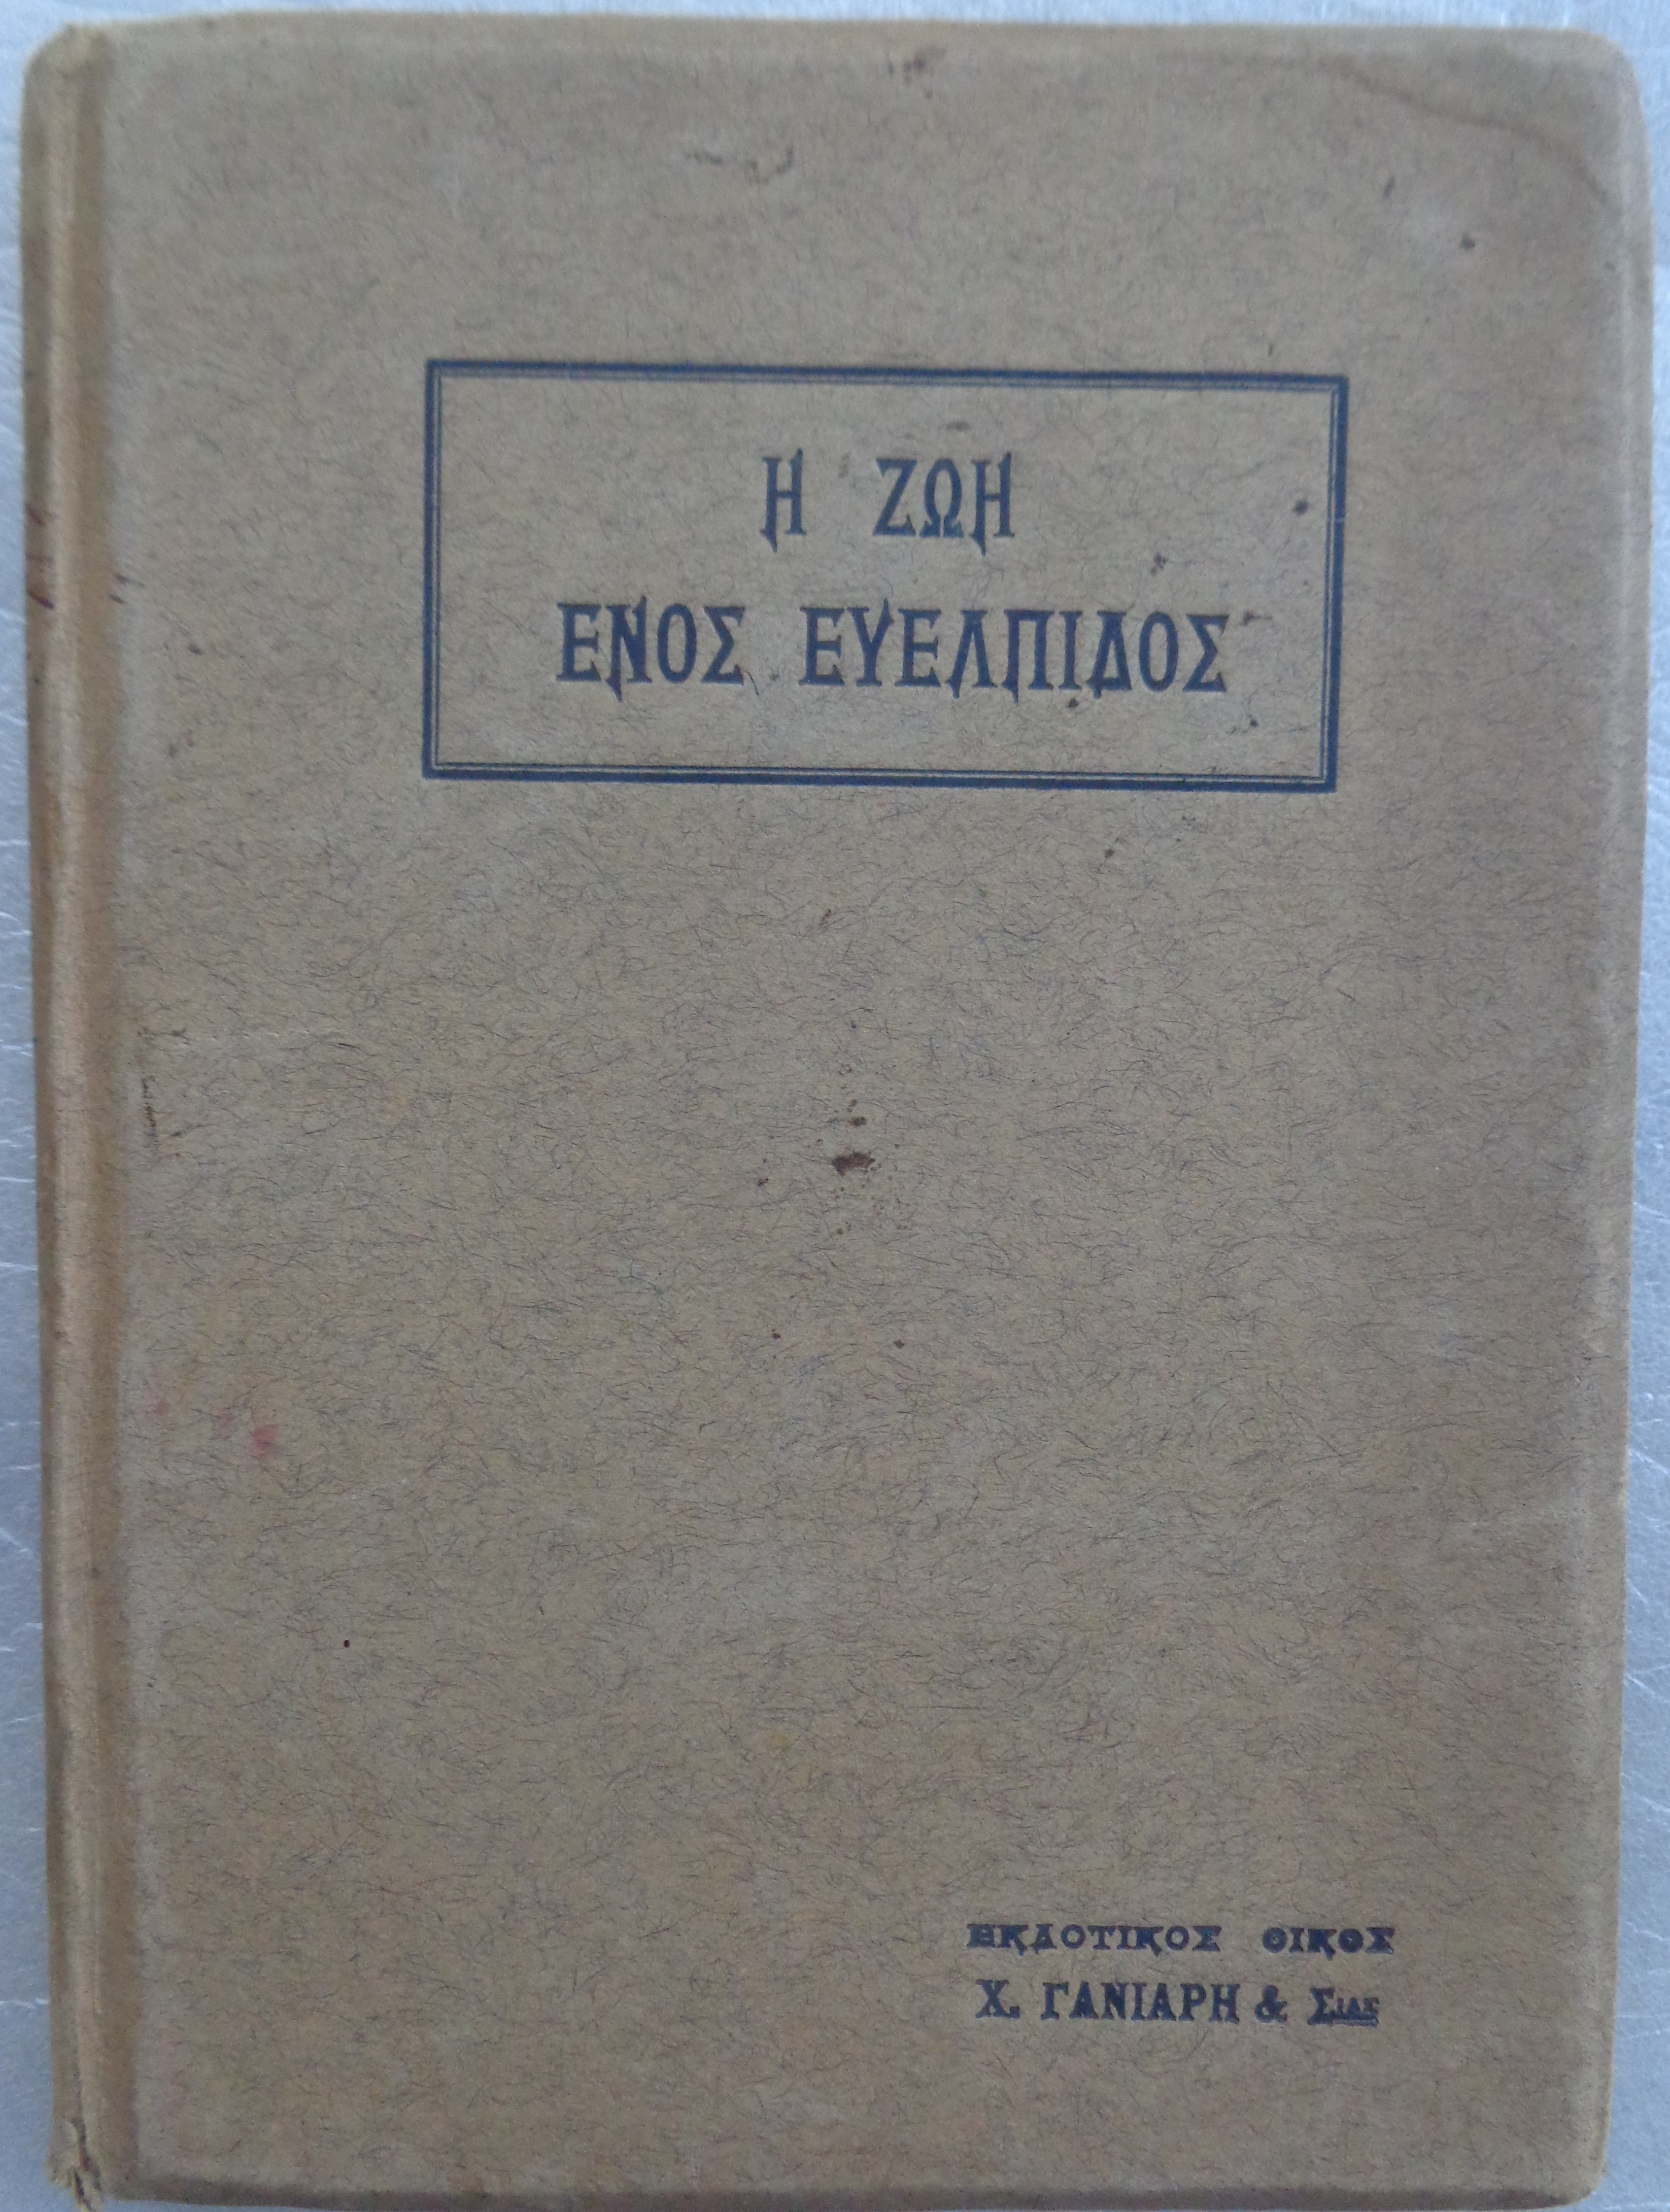 Η ΖΩΗ
ΕΝΟΣ ΕΥΕΛΠΙΔΟΣ
ΕΚΔΟΤΙΚΟΣ ΟΙΚΟΣ
Χ. ΓΑΝΙΑΡΗ & ΣΙΑΣ